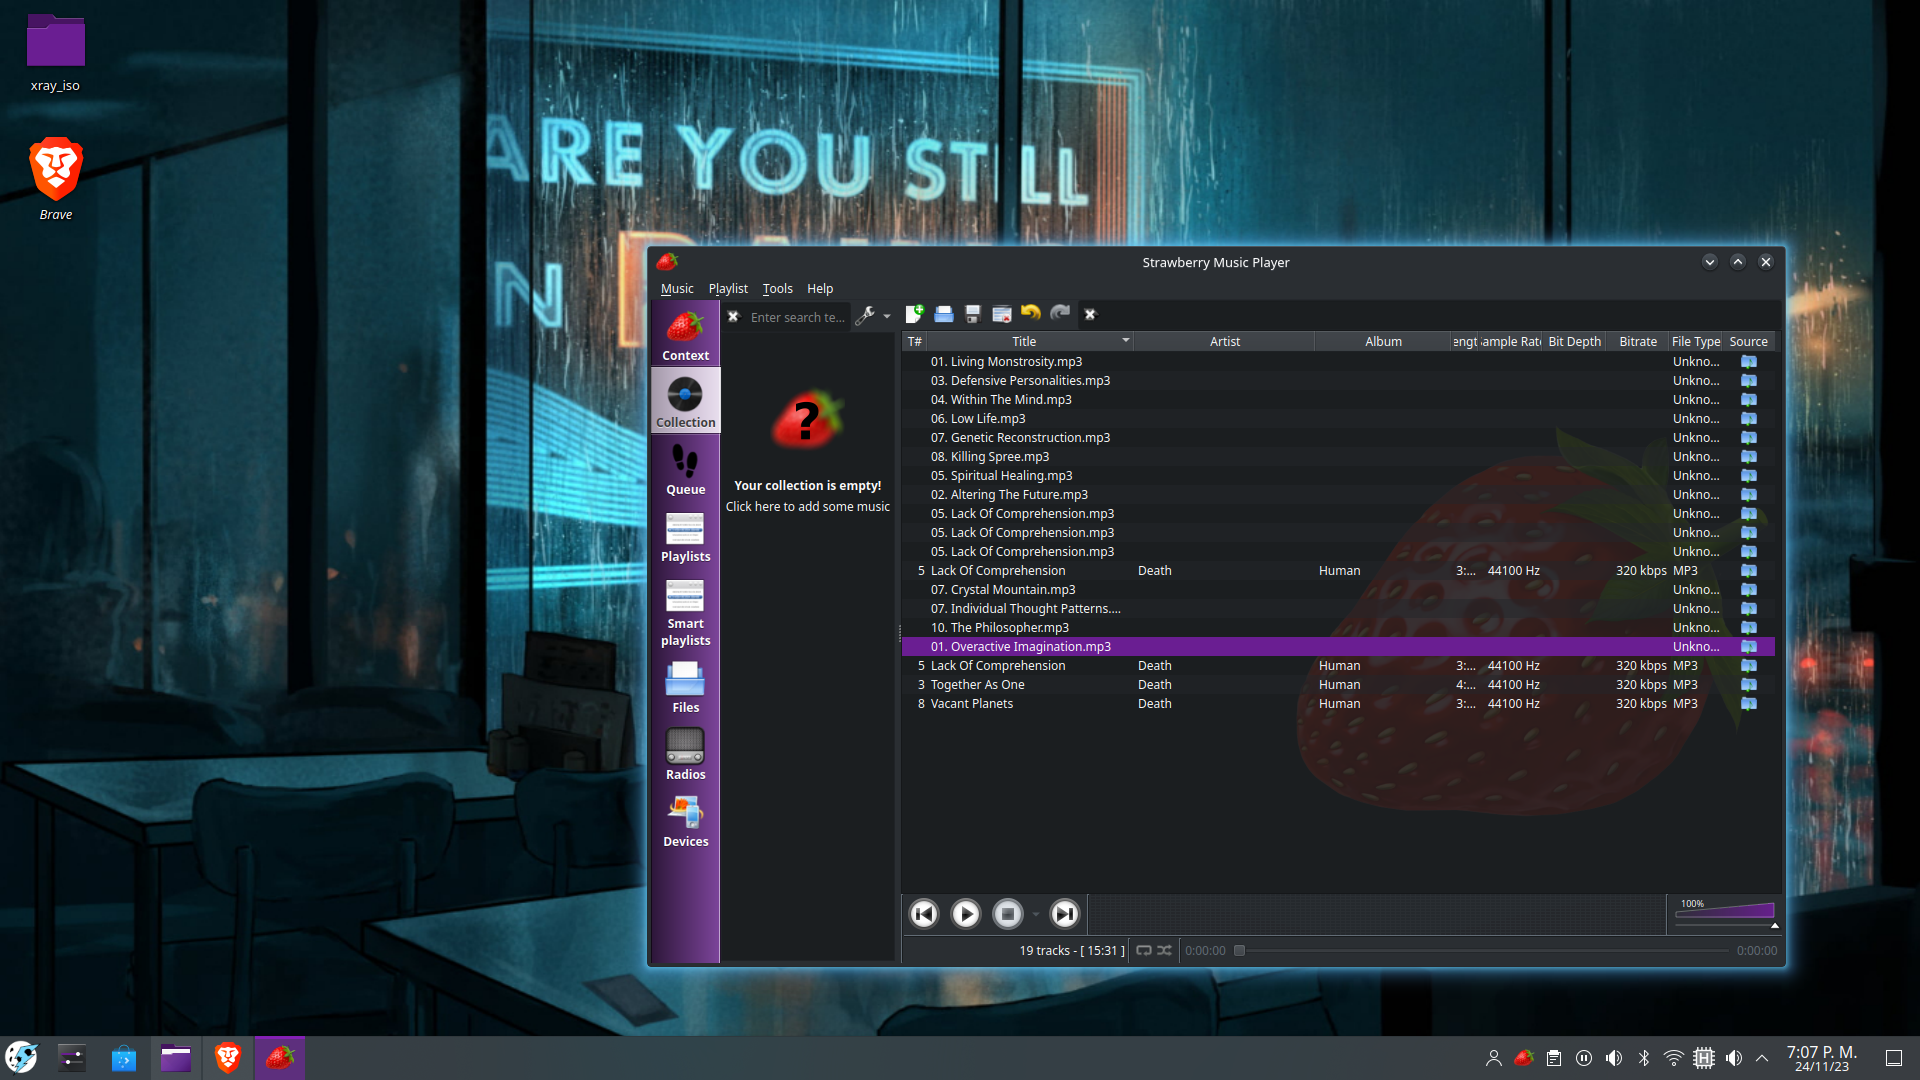 xray_iso
Brave
ARE YOU STILL
N
Strawberry Music Player
Music Playlist Tools Help
Enter search te...
Context
Collection
Queue
Playlists
Smart
playlists
Files
Radios
Devices
?
Your collection is empty!
Click here to add some music
T# Title Artist Album engt ample Rat Bit Depth Bitrate File Type Source
01. Living Monstrosity.mp3 Unkno...
03. Defensive Personalities.mp3 Unkno...
04. Within The Mind.mp3 Unkno...
06. Low Life.mp3 Unkno...
07. Genetic Reconstruction.mp3 Unkno...
08. Killing Spree.mp3 Unkno...
05. Spiritual Healing.mp3 Unkno...
02. Altering The Future.mp3 Unkno...
05. Lack Of Comprehension.mp3 Unkno...
05. Lack Of Comprehension.mp3 Unkno...
05. Lack Of Comprehension.mp3 Unkno...
5 Lack Of Comprehension Death Human 3:... 44100 Hz 320 kbps MP3
07. Crystal Mountain.mp3 Unkno...
07. Individual Thought Patterns.... Unkno...
10. The Philosopher.mp3 Unkno...
01. Overactive Imagination.mp3 Unkno...
5 Lack Of Comprehension Death Human 3:... 44100 Hz 320 kbps MP3
3 Together As One Death Human 4:... 44100 Hz 320 kbps MP3
8 Vacant Planets Death Human 3:... 44100 Hz 320 kbps MP3
100%
19 tracks - [ 15:31 ] 0:00:00 0:00:00
7:07 P. M.
24/11/23